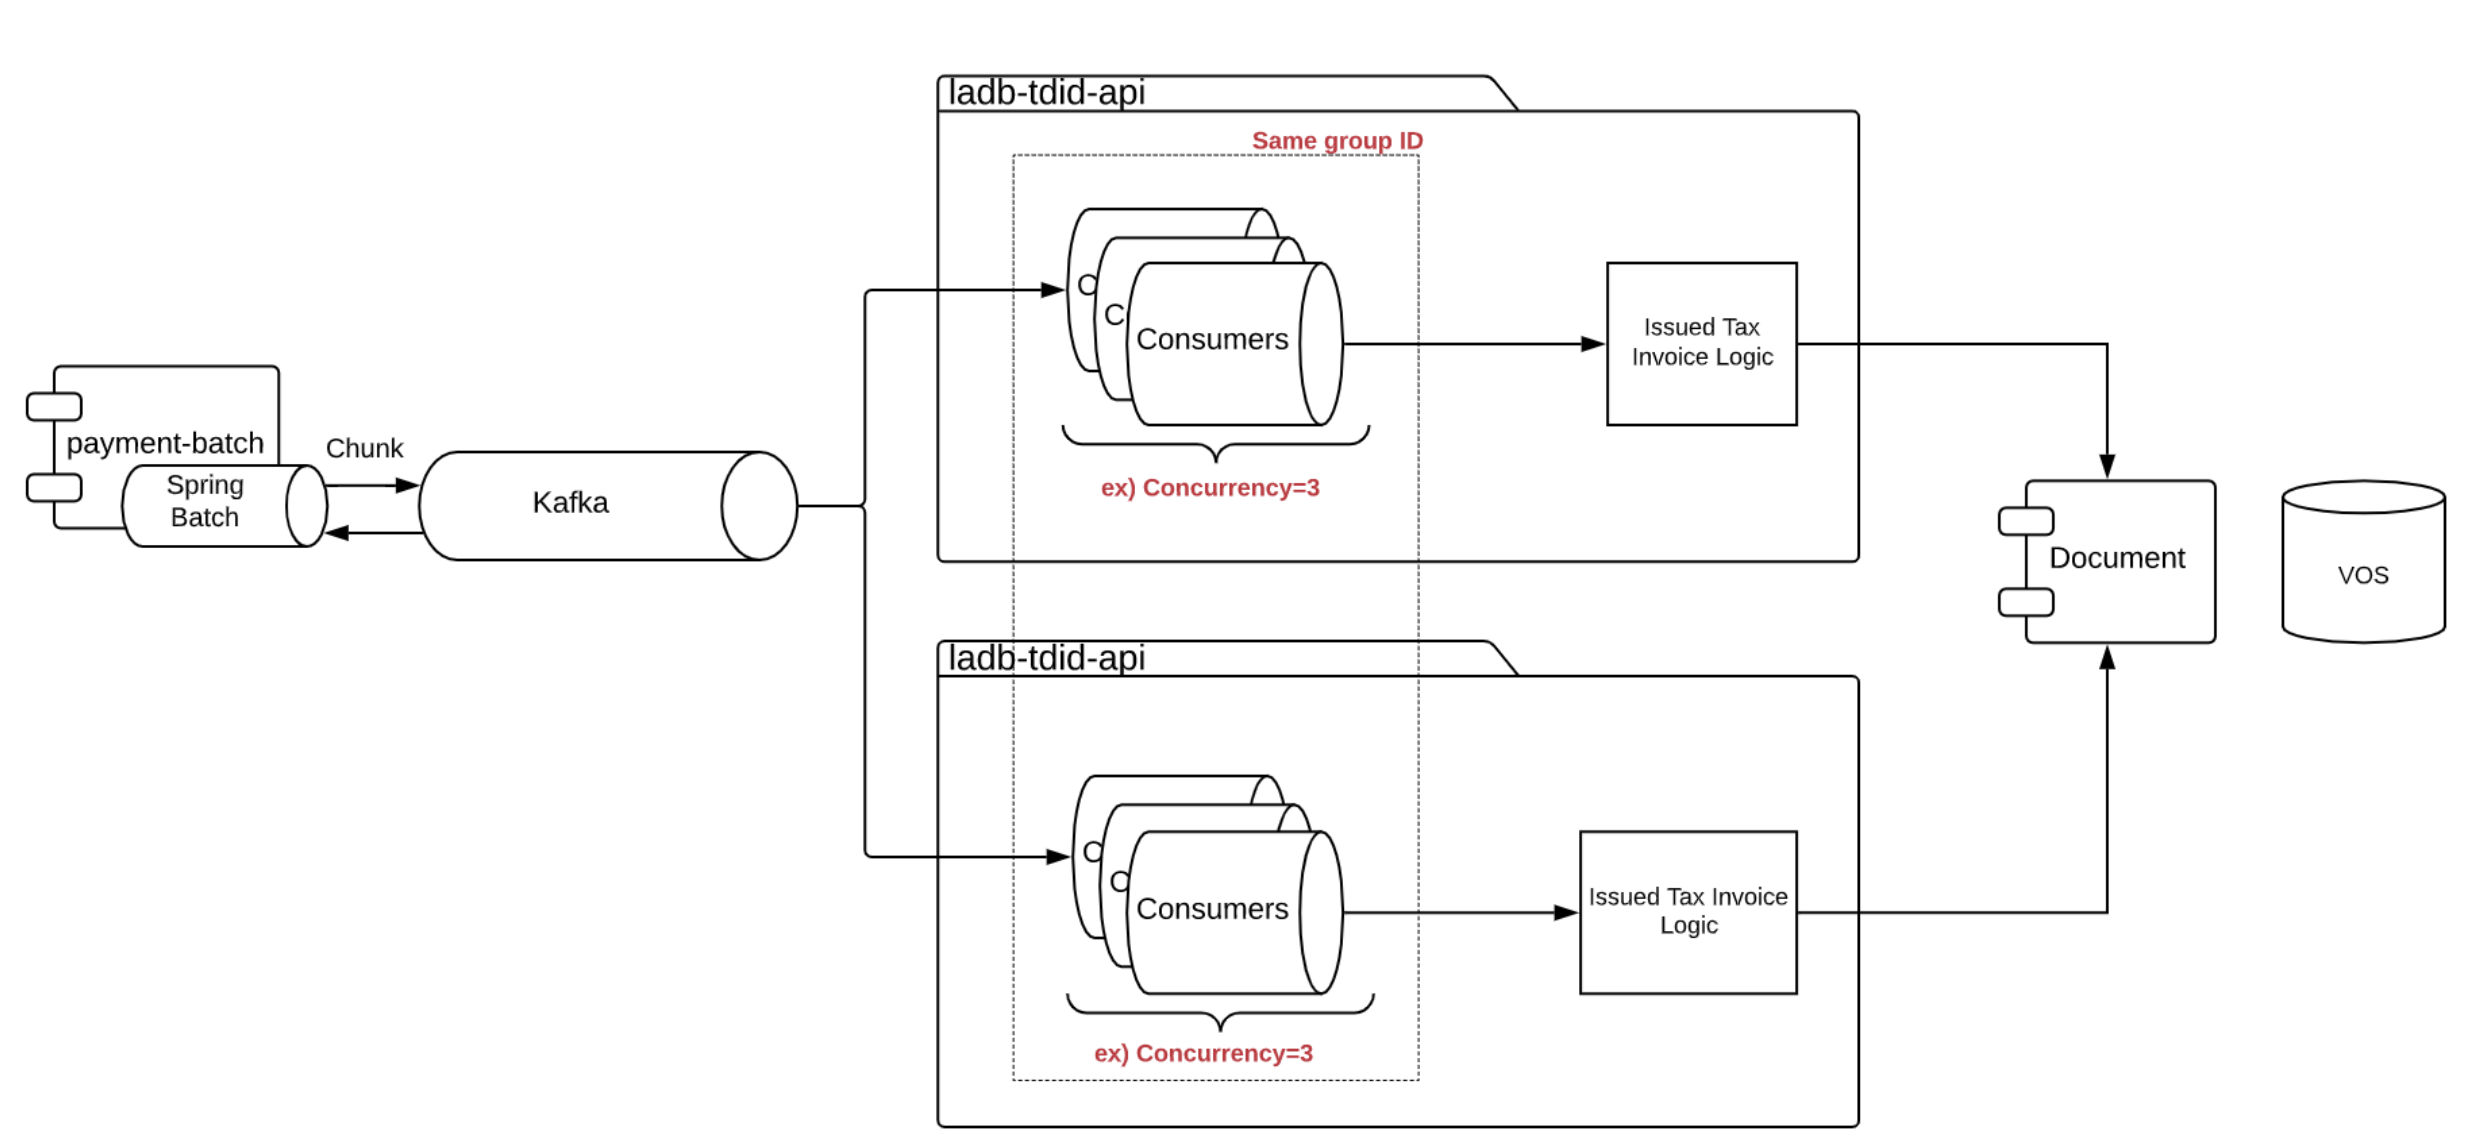 ladb-tdid-api
Same group ID
C
C
Consumers
ex) Concurrency=3
Issued Tax
Invoice Logic
payment-batch
Spring
Batch
Chunk
Kafka
Document
VOS
ladb-tdid-api
C
C
Consumers
ex) Concurrency=3
Issued Tax Invoice
Logic